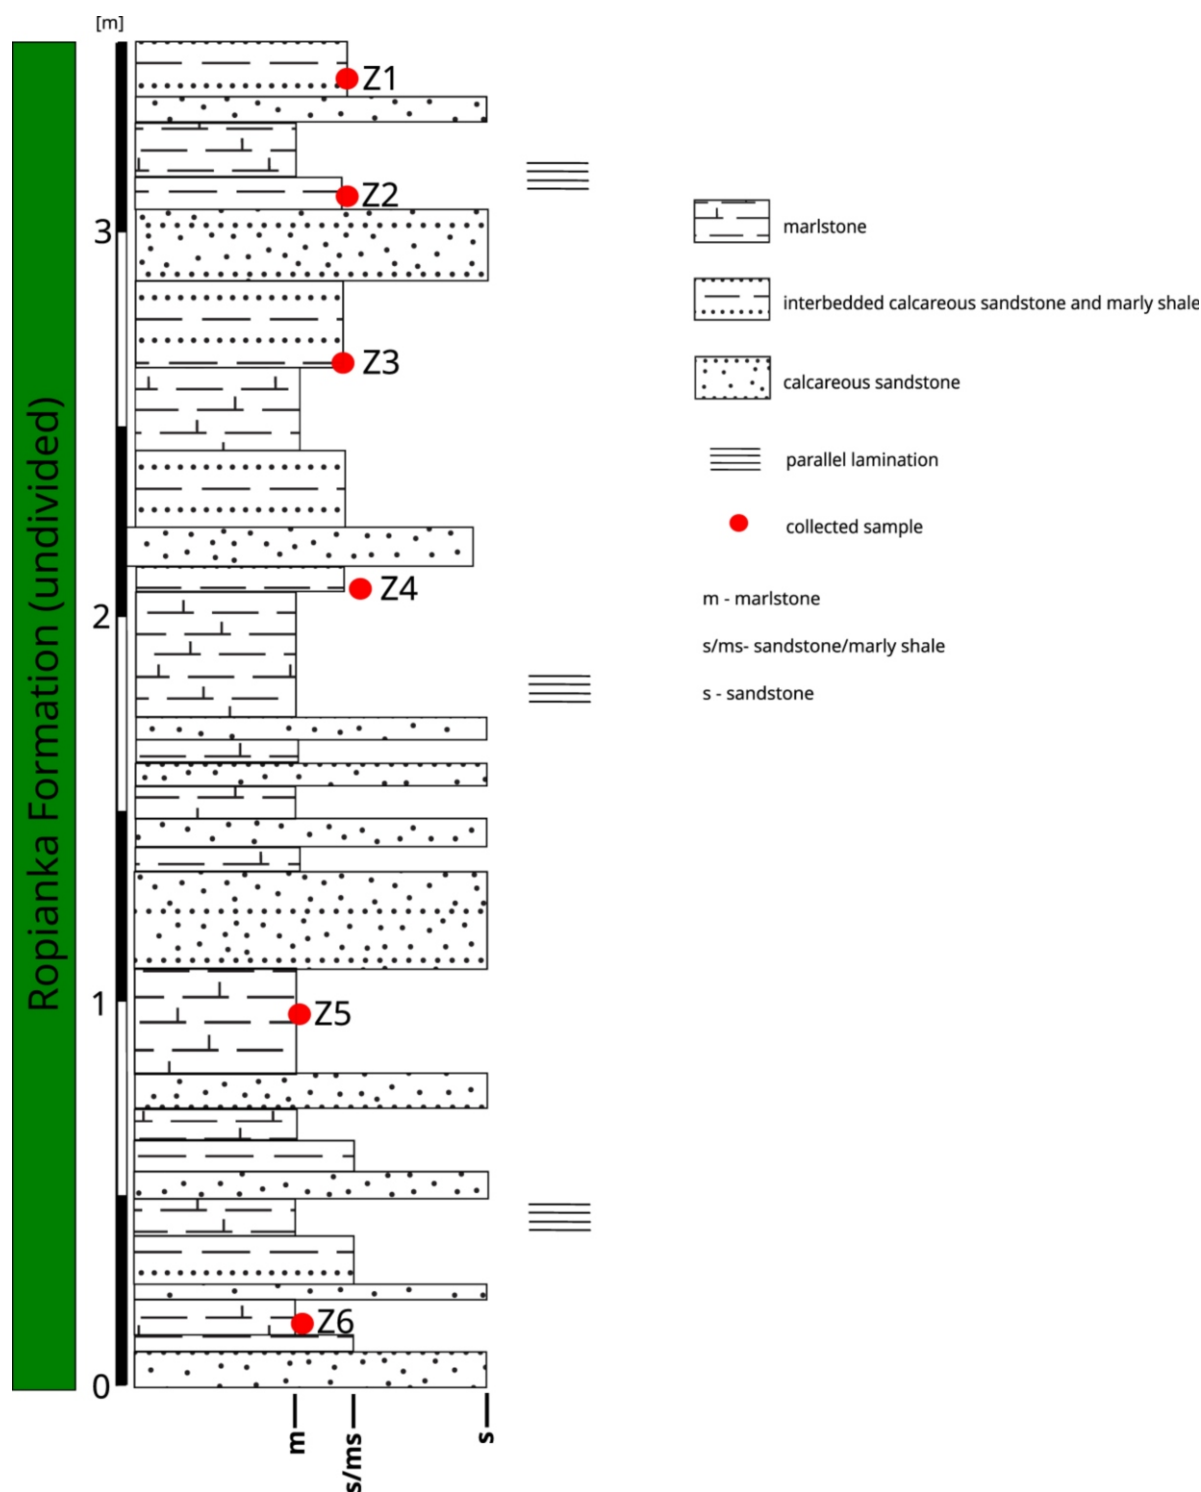 [m]
Z1
Z2
3
Z3
Z4
2
Z5
1
Z6
0
m
s/ms
s
Ropianka Formation (undivided)
marlstone
interbedded calcareous sandstone and marly shale
calcareous sandstone
parallel lamination
collected sample
m - marlstone
s/ms- sandstone/marly shale
s - sandstone